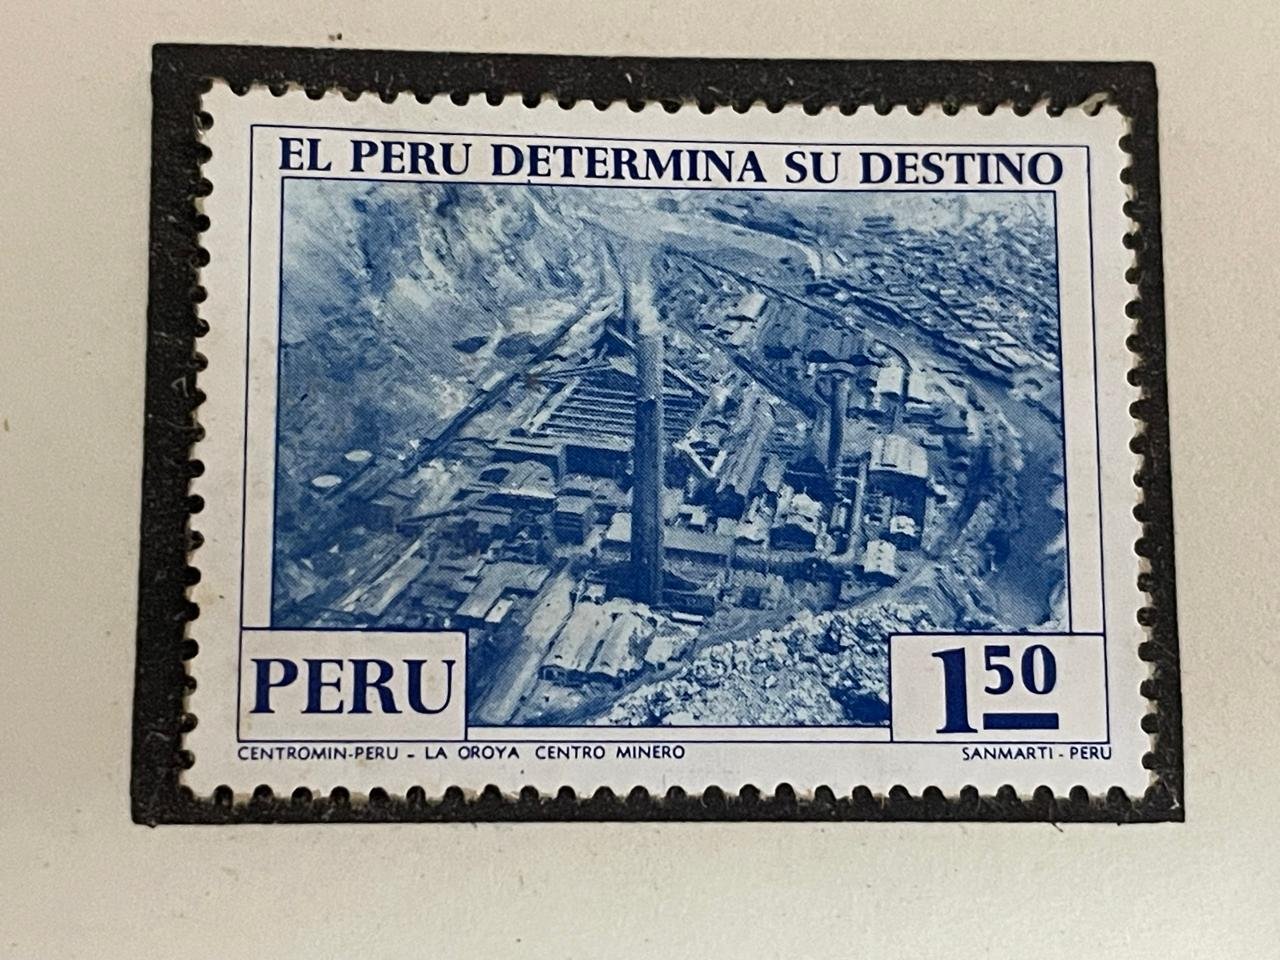 EL PERU DETERMINA SU DESTINO
PERU
1.50
CENTROMIN-PERU - LA OROYA CENTRO MINERO
SANMARTI - PERU